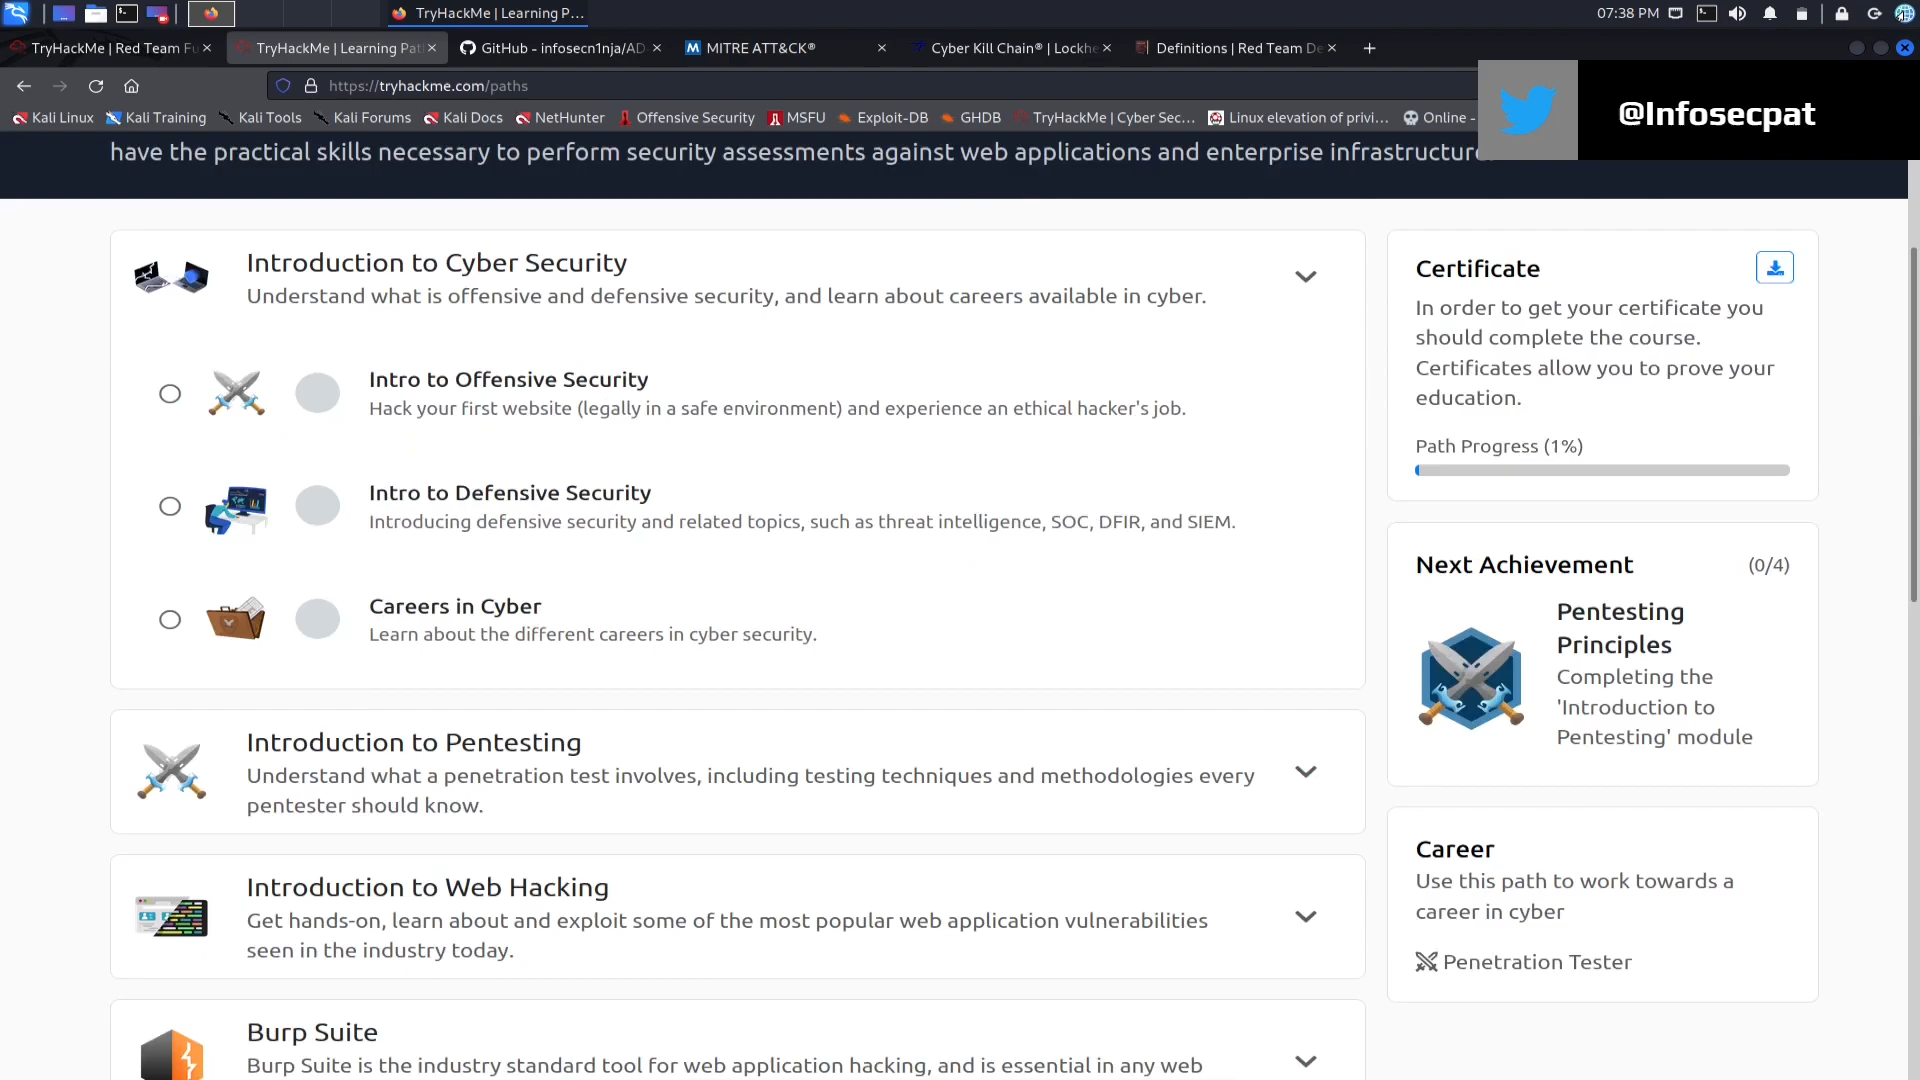 TryHackMe | Learning P...
07:38 PM
TryHackMe | Red Team Fu
TryHackMe | Learning Pat
GitHub - infosecn1nja/AD
MITRE ATT&CK®
Cyber Kill Chain® | Lockhe
Definitions | Red Team De
https://tryhackme.com/paths
Kali Linux
Kali Training
Kali Tools
Kali Forums
Kali Docs
NetHunter
Offensive Security
MSFU
Exploit-DB
GHDB
TryHackMe | Cyber Sec...
Linux elevation of privi...
Online -
@Infosecpat
have the practical skills necessary to perform security assessments against web applications and enterprise infrastructure.
Introduction to Cyber Security
Understand what is offensive and defensive security, and learn about careers available in cyber.
Intro to Offensive Security
Hack your first website (legally in a safe environment) and experience an ethical hacker's job.
Intro to Defensive Security
Introducing defensive security and related topics, such as threat intelligence, SOC, DFIR, and SIEM.
Careers in Cyber
Learn about the different careers in cyber security.
Introduction to Pentesting
Understand what a penetration test involves, including testing techniques and methodologies every
pentester should know.
Introduction to Web Hacking
Get hands-on, learn about and exploit some of the most popular web application vulnerabilities
seen in the industry today.
Burp Suite
Burp Suite is the industry standard tool for web application hacking, and is essential in any web
Certificate
In order to get your certificate you
should complete the course.
Certificates allow you to prove your
education.
Path Progress (1%)
Next Achievement
(0/4)
Pentesting
Principles
Completing the
'Introduction to
Pentesting' module
Career
Use this path to work towards a
career in cyber
Penetration Tester